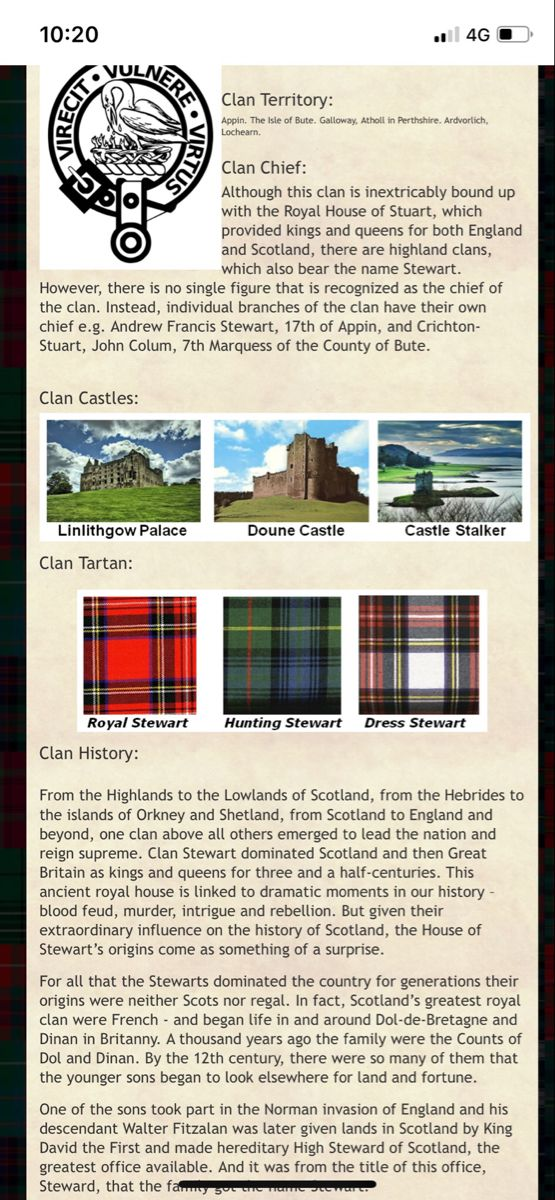 10:20
4G
VIRECIT • VULNERE • VIRTUS
Clan Territory:
Appin. The Isle of Bute. Galloway, Atholl in Perthshire. Ardvorlich,
Lochearn.
Clan Chief:
Although this clan is inextricably bound up
with the Royal House of Stuart, which
provided kings and queens for both England
and Scotland, there are highland clans,
which also bear the name Stewart.
However, there is no single figure that is recognized as the chief of
the clan. Instead, individual branches of the clan have their own
chief e.g. Andrew Francis Stewart, 17th of Appin, and Crichton-
Stuart, John Colum, 7th Marquess of the County of Bute.
Clan Castles:
Linlithgow Palace
Doune Castle
Castle Stalker
Clan Tartan:
Royal Stewart
Hunting Stewart
Dress Stewart
Clan History:
From the Highlands to the Lowlands of Scotland, from the Hebrides to
the islands of Orkney and Shetland, from Scotland to England and
beyond, one clan above all others emerged to lead the nation and
reign supreme. Clan Stewart dominated Scotland and then Great
Britain as kings and queens for three and a half-centuries. This
ancient royal house is linked to dramatic moments in our history -
blood feud, murder, intrigue and rebellion. But given their
extraordinary influence on the history of Scotland, the House of
Stewart’s origins come as something of a surprise.
For all that the Stewarts dominated the country for generations their
origins were neither Scots nor regal. In fact, Scotland’s greatest royal
clan were French - and began life in and around Dol-de-Bretagne and
Dinan in Britanny. A thousand years ago the family were the Counts of
Dol and Dinan. By the 12th century, there were so many of them that
the younger sons began to look elsewhere for land and fortune.
One of the sons took part in the Norman invasion of England and his
descendant Walter Fitzalan was later given lands in Scotland by King
David the First and made hereditary High Steward of Scotland, the
greatest office available. And it was from the title of this office,
Steward, that the family got the name Stewart.